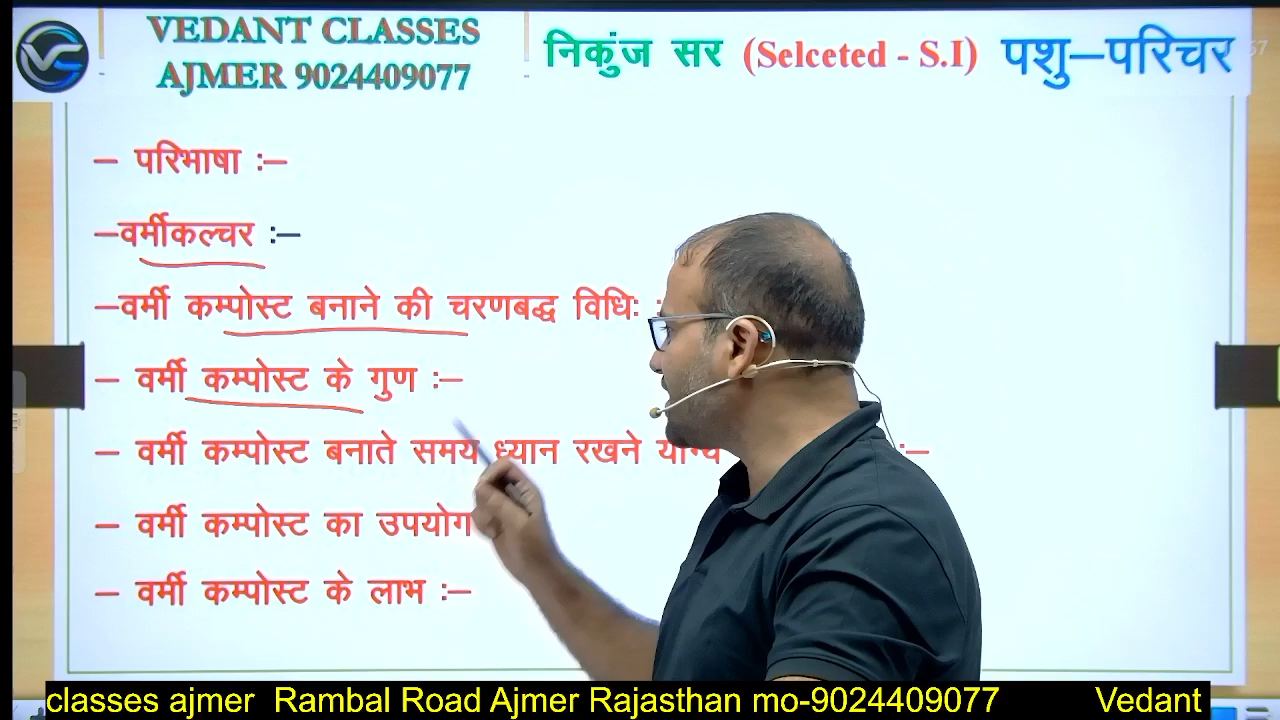 VEDANT CLASSES
AJMER 9024409077
निकुंज सर (Selceted - S.I) पशु–परिचर
– परिभाषा :–
–वर्मीकल्चर :–
–वर्मी कम्पोस्ट बनाने की चरणबद्ध विधिः
– वर्मी कम्पोस्ट के गुण :–
– वर्मी कम्पोस्ट बनाते समय ध्यान रखने योग्य :–
– वर्मी कम्पोस्ट का उपयोग
– वर्मी कम्पोस्ट के लाभ :–
classes ajmer Rambal Road Ajmer Rajasthan mo-9024409077 Vedant